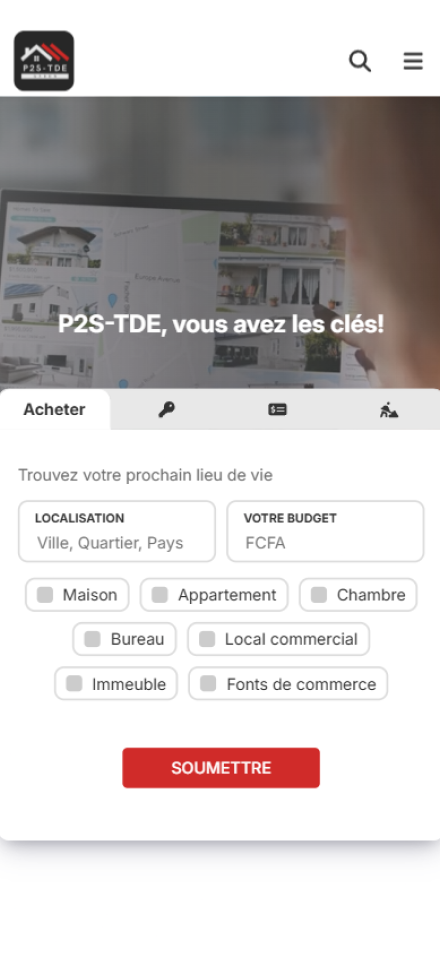 P2S-TDE
P2S-TDE, vous avez les clés!
Acheter
Trouvez votre prochain lieu de vie
LOCALISATION
Ville, Quartier, Pays
VOTRE BUDGET
FCFA
Maison
Appartement
Chambre
Bureau
Local commercial
Immeuble
Fonts de commerce
SOUMETTRE